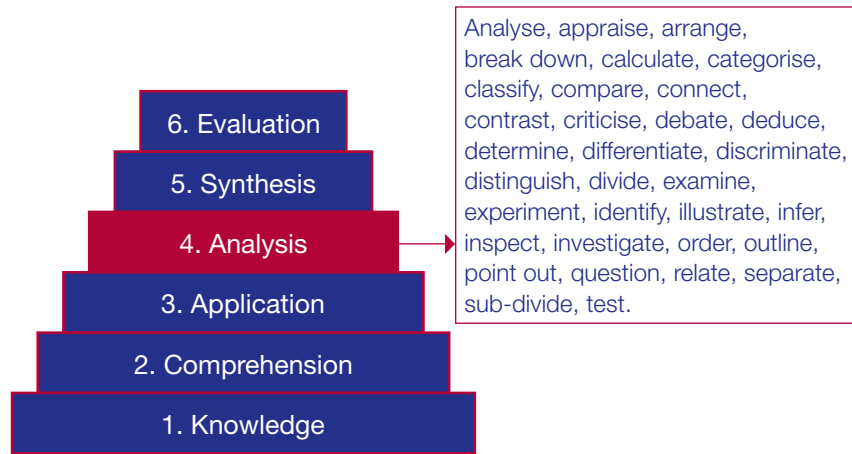 6. Evaluation
5. Synthesis
4. Analysis
3. Application
2. Comprehension
1. Knowledge
Analyse, appraise, arrange,
break down, calculate, categorise,
classify, compare, connect,
contrast, criticise, debate, deduce,
determine, differentiate, discriminate,
distinguish, divide, examine,
experiment, identify, illustrate, infer,
inspect, investigate, order, outline,
point out, question, relate, separate,
sub-divide, test.